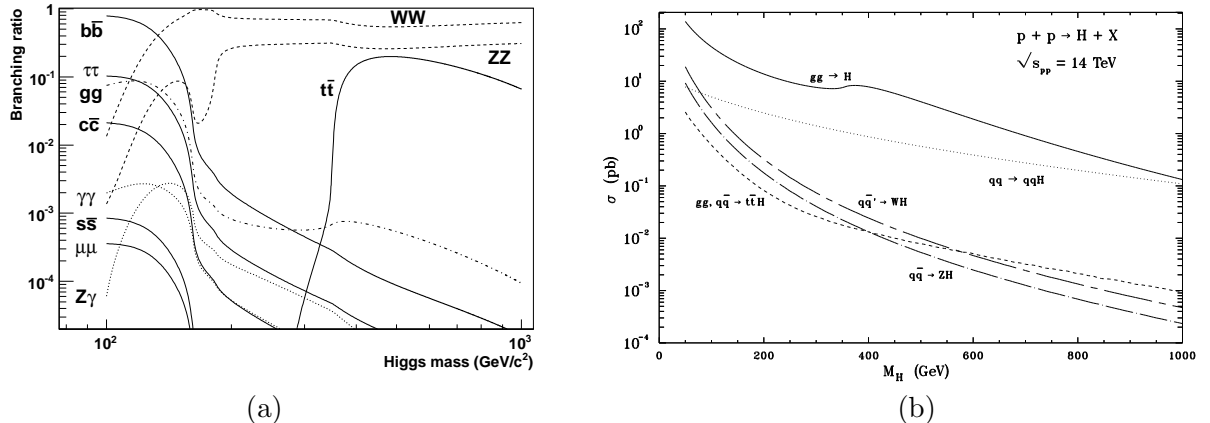 Branching ratio
1
10⁻¹
10⁻²
10⁻³
10⁻⁴
bb̄
ττ
gg
cc̄
γγ
ss̄
μμ
Zγ
WW
ZZ
tt̄
10²
10³
Higgs mass (GeV/c²)
(a)
σ (pb)
10²
10¹
10⁰
10⁻¹
10⁻²
10⁻³
10⁻⁴
p + p → H + X
√s_pp = 14 TeV
gg → H
qq → qqH
gg, qq̄ → tt̄H
qq̄' → WH
qq̄ → ZH
0
200
400
600
800
1000
M_H (GeV)
(b)